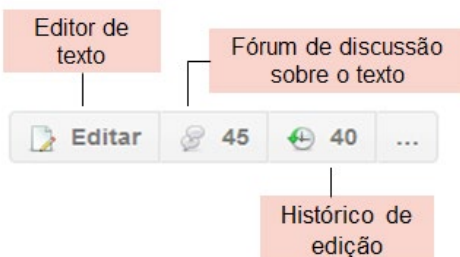 Editor de
texto
Fórum de discussão
sobre o texto
Editar 45 40 ...
Histórico de
edição